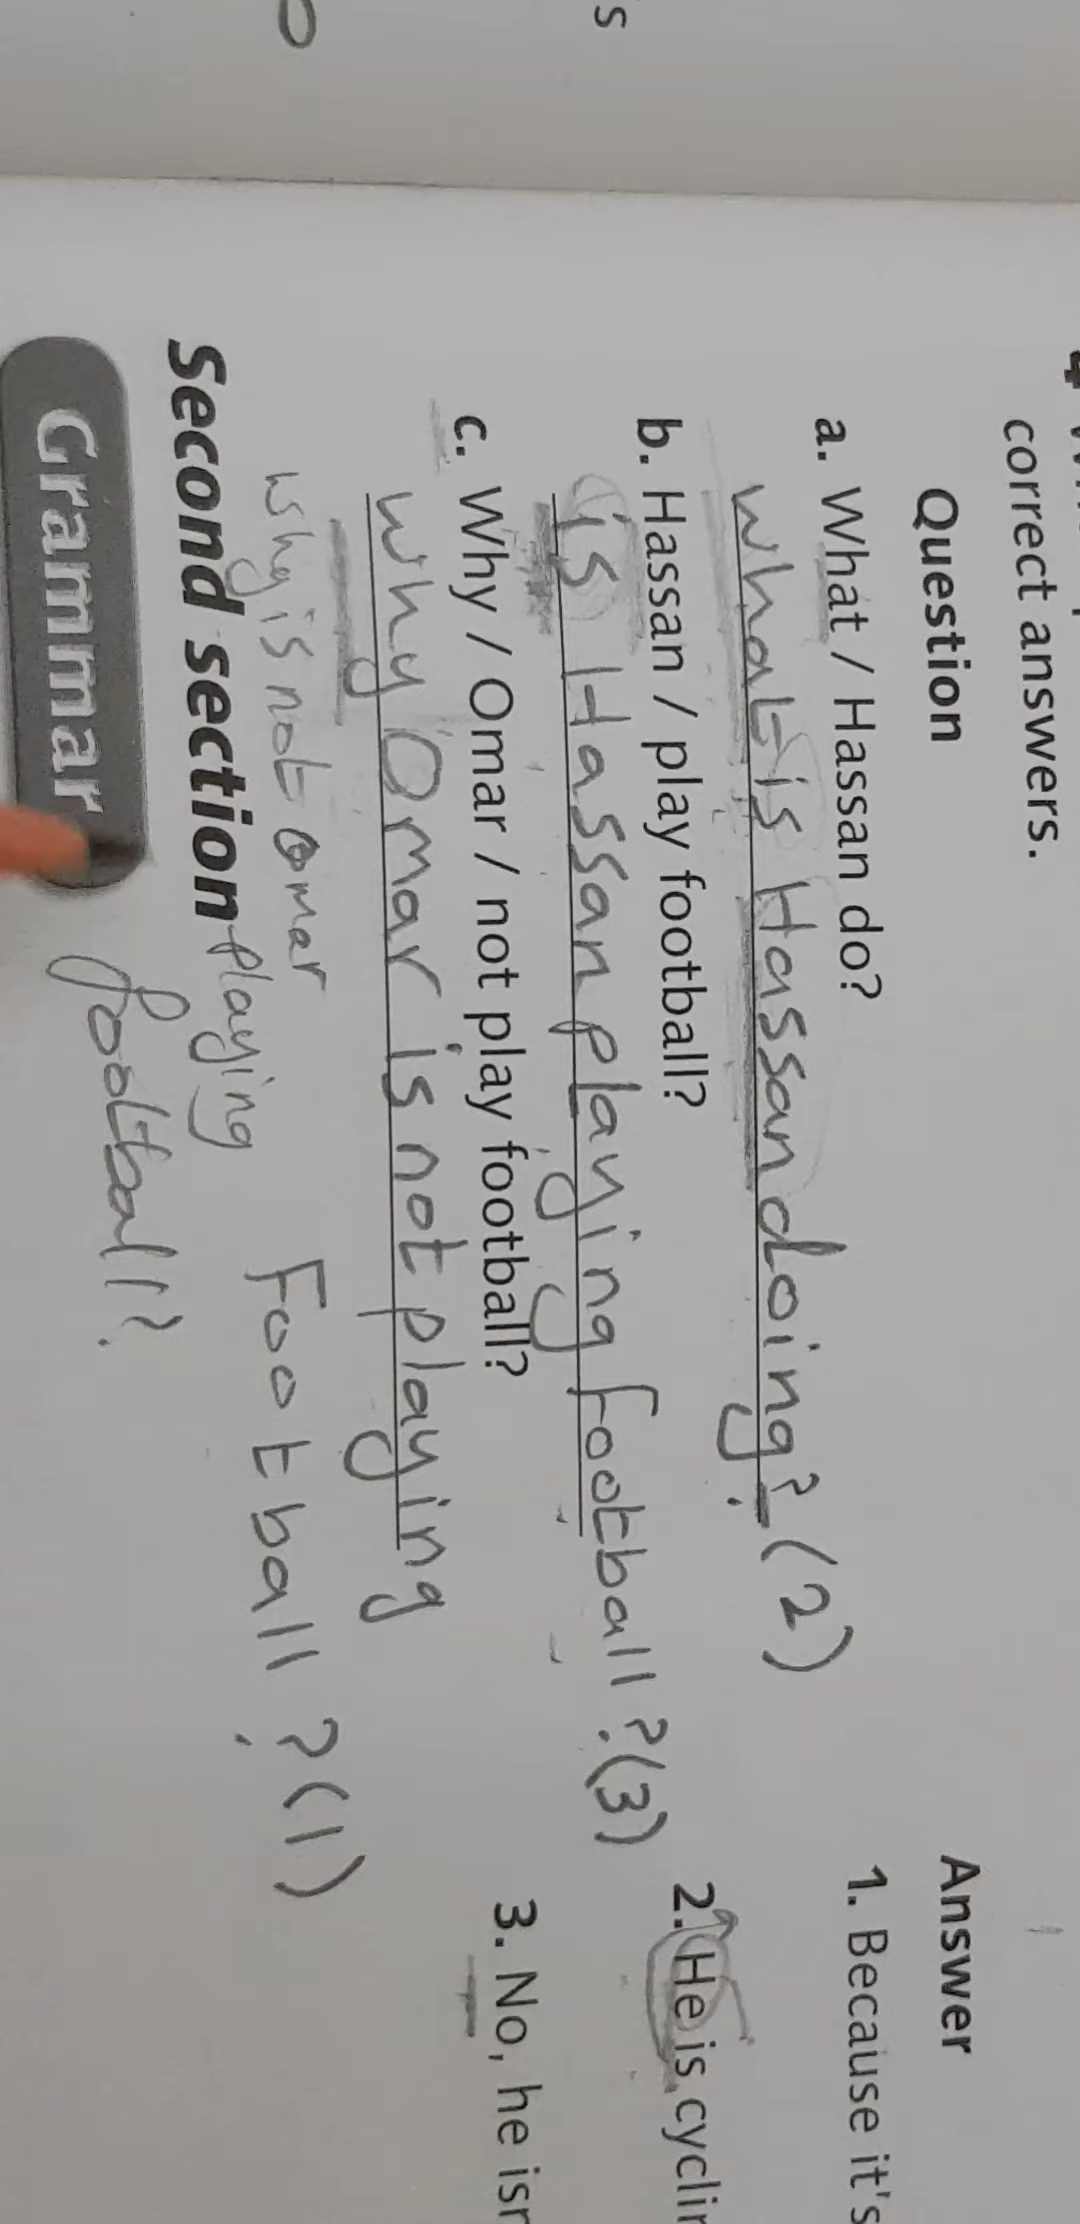 correct answers.
Question
Answer
a. What / Hassan do?
1. Because it's
what is Hassan doing? (2)
b. Hassan / play football?
2. He is cyclin
is Hassan playing football? (3)
c. Why / Omar / not play football?
3. No, he isn
why Omar is not playing
Football? (1)
why is not omar
playing
football?
Second section
Grammar